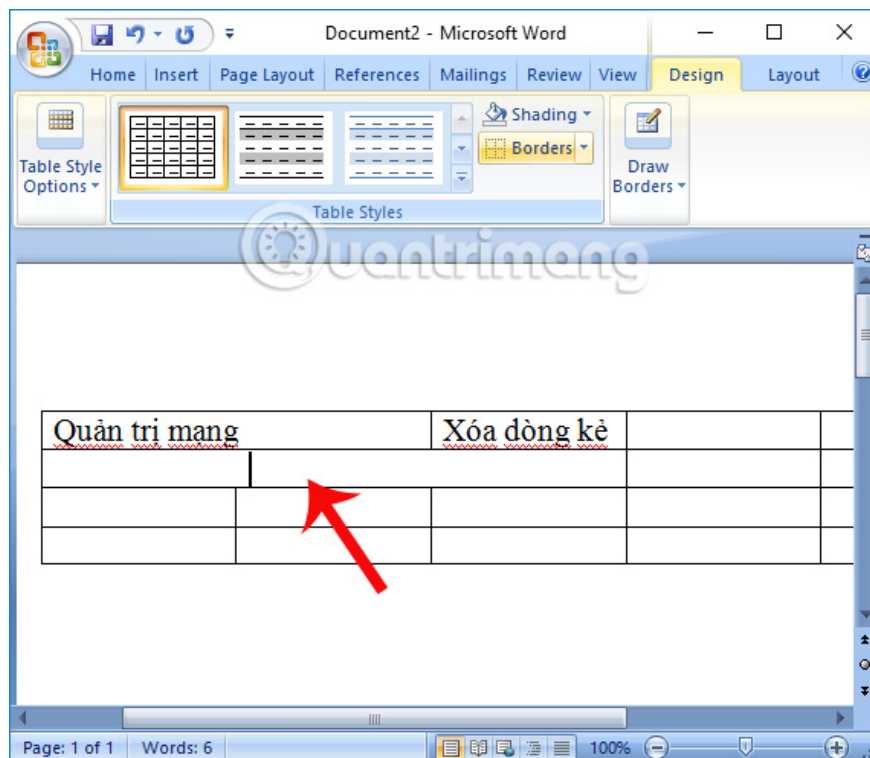 Document2 - Microsoft Word
Home Insert Page Layout References Mailings Review View Design Layout
Table Style Options
Shading
Borders
Draw Borders
Table Styles
Quantrimang
Quản trị mạng Xóa dòng kẻ
Page: 1 of 1 Words: 6 100%